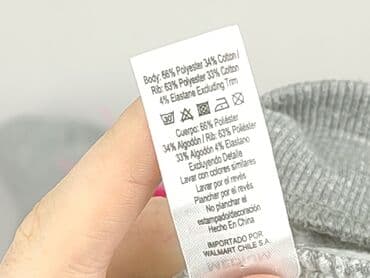 Body: 66% Polyester 34% Cotton /
Rib: 63% Polyester 33% Cotton
4% Elastane Excluding Trim
Cuerpo: 66% Poliéster
34% Algodón / Rib: 63% Poliéster
33% Algodón 4% Elastano
Excluyendo Detalle
Lavar con colores similares
Lavar por el revés
Planchar por el revés
No planchar el
estampado/decoración
Hecho En China
IMPORTADO POR
WALMART CHILE S.A